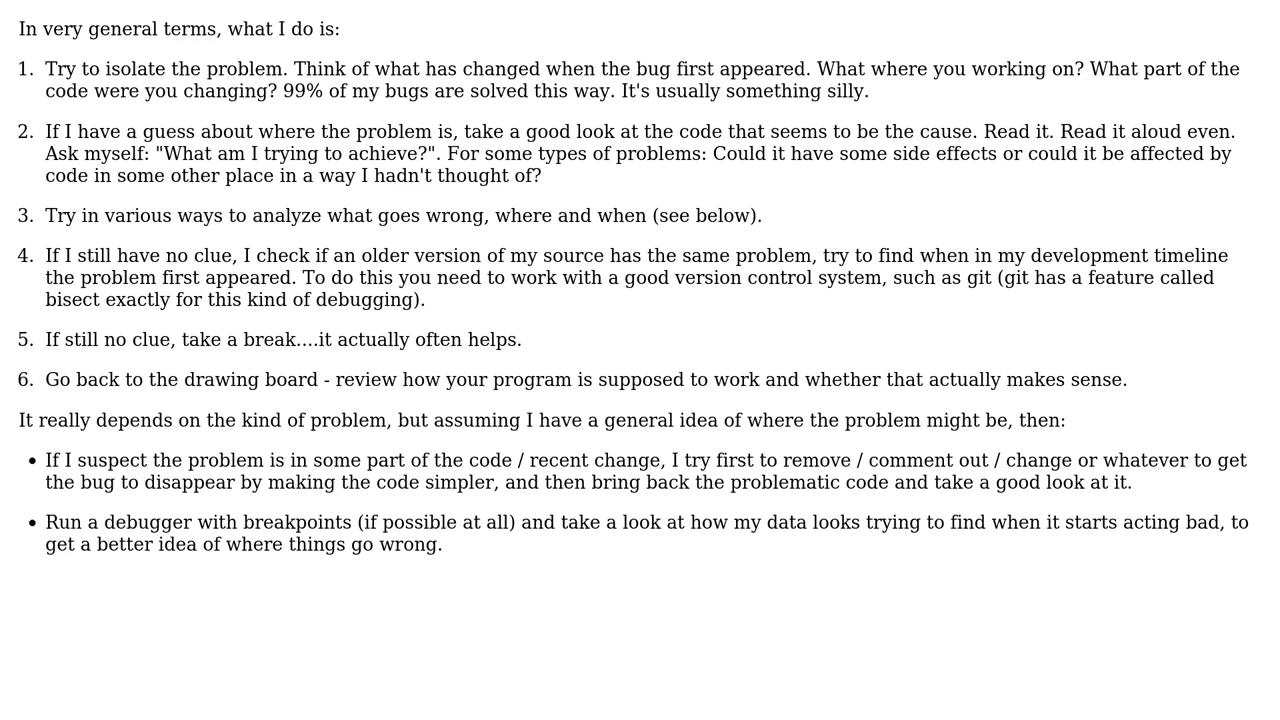 In very general terms, what I do is:
1. Try to isolate the problem. Think of what has changed when the bug first appeared. What where you working on? What part of the
code were you changing? 99% of my bugs are solved this way. It's usually something silly.
2. If I have a guess about where the problem is, take a good look at the code that seems to be the cause. Read it. Read it aloud even.
Ask myself: "What am I trying to achieve?". For some types of problems: Could it have some side effects or could it be affected by
code in some other place in a way I hadn't thought of?
3. Try in various ways to analyze what goes wrong, where and when (see below).
4. If I still have no clue, I check if an older version of my source has the same problem, try to find when in my development timeline
the problem first appeared. To do this you need to work with a good version control system, such as git (git has a feature called
bisect exactly for this kind of debugging).
5. If still no clue, take a break....it actually often helps.
6. Go back to the drawing board - review how your program is supposed to work and whether that actually makes sense.
It really depends on the kind of problem, but assuming I have a general idea of where the problem might be, then:
• If I suspect the problem is in some part of the code / recent change, I try first to remove / comment out / change or whatever to get
the bug to disappear by making the code simpler, and then bring back the problematic code and take a good look at it.
• Run a debugger with breakpoints (if possible at all) and take a look at how my data looks trying to find when it starts acting bad, to
get a better idea of where things go wrong.